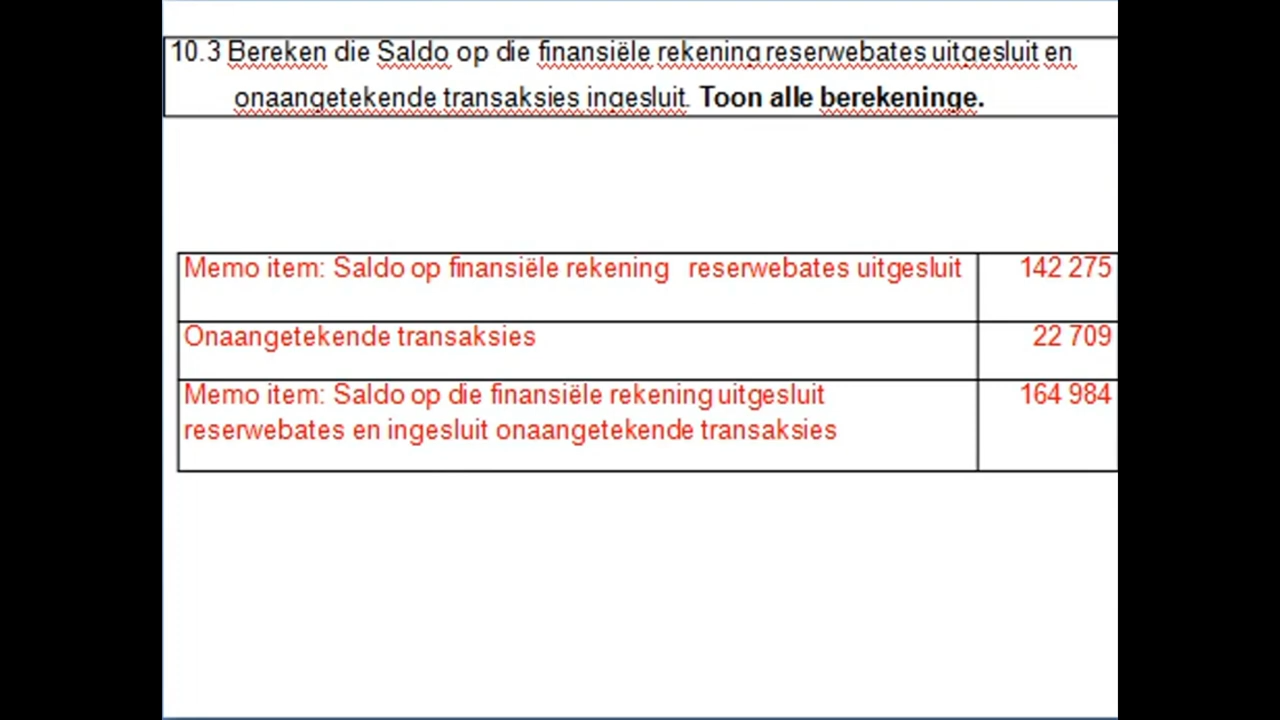 10.3 Bereken die Saldo op die finansiële rekening reserwebates uitgesluit en
onaangetekende transaksies ingesluit. Toon alle berekeninge.
Memo item: Saldo op finansiële rekening reserwebates uitgesluit 142 275
Onaangetekende transaksies 22 709
Memo item: Saldo op die finansiële rekening uitgesluit 164 984
reserwebates en ingesluit onaangetekende transaksies